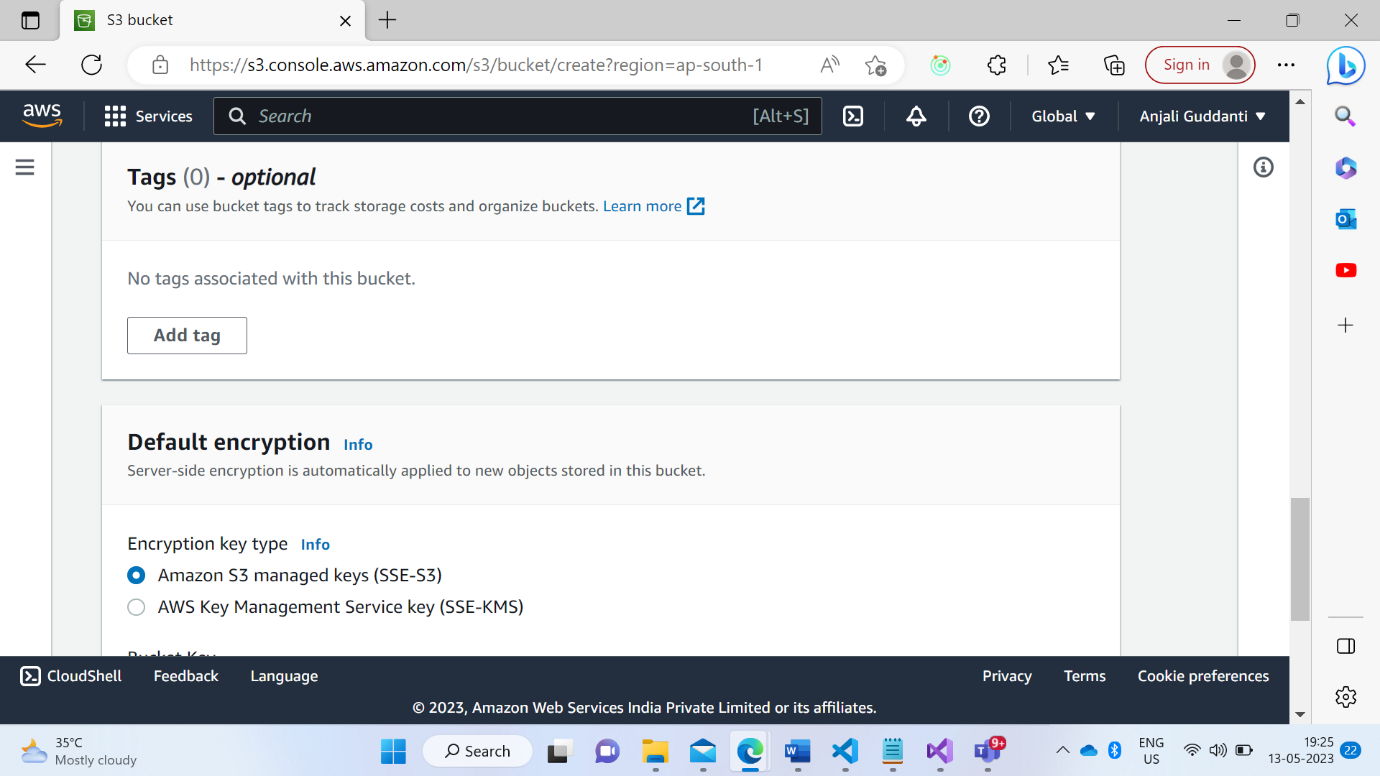 S3 bucket
https://s3.console.aws.amazon.com/s3/bucket/create?region=ap-south-1
Sign in
aws
Services
Search
[Alt+S]
Global
Anjali Guddanti
Tags (0) - optional
You can use bucket tags to track storage costs and organize buckets. Learn more
No tags associated with this bucket.
Add tag
Default encryption Info
Server-side encryption is automatically applied to new objects stored in this bucket.
Encryption key type Info
Amazon S3 managed keys (SSE-S3)
AWS Key Management Service key (SSE-KMS)
Bucket Key
CloudShell
Feedback
Language
Privacy
Terms
Cookie preferences
© 2023, Amazon Web Services India Private Limited or its affiliates.
35°C
Mostly cloudy
Search
9+
ENG
US
19:25
13-05-2023
22